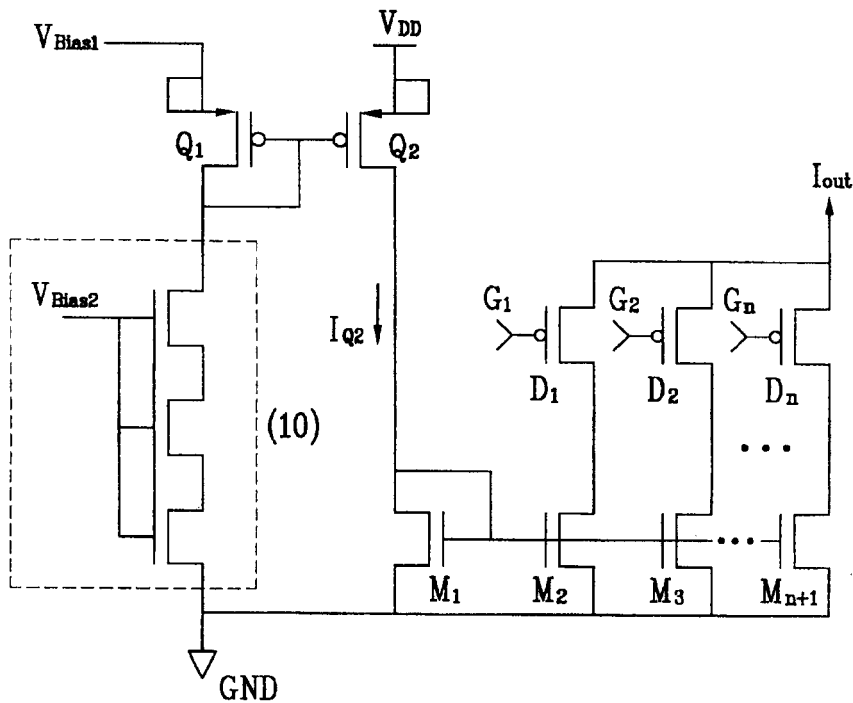 V_Bias1
V_DD
Q_1
Q_2
I_out
V_Bias2
I_Q2
G_1
G_2
G_n
D_1
D_2
D_n
(10)
M_1
M_2
M_3
M_n+1
GND